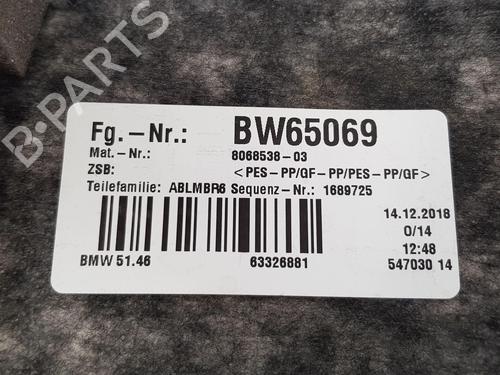 B-PARTS
Fg.-Nr.: BW65069
Mat.-Nr.: 8068538-03
ZSB: <PES-PP/GF-PP/PES-PP/GF>
Teilefamilie: ABLMBR6 Sequenz-Nr.: 1689725
14.12.2018
0/14
12:48
BMW 51.46 63326881 547030 14